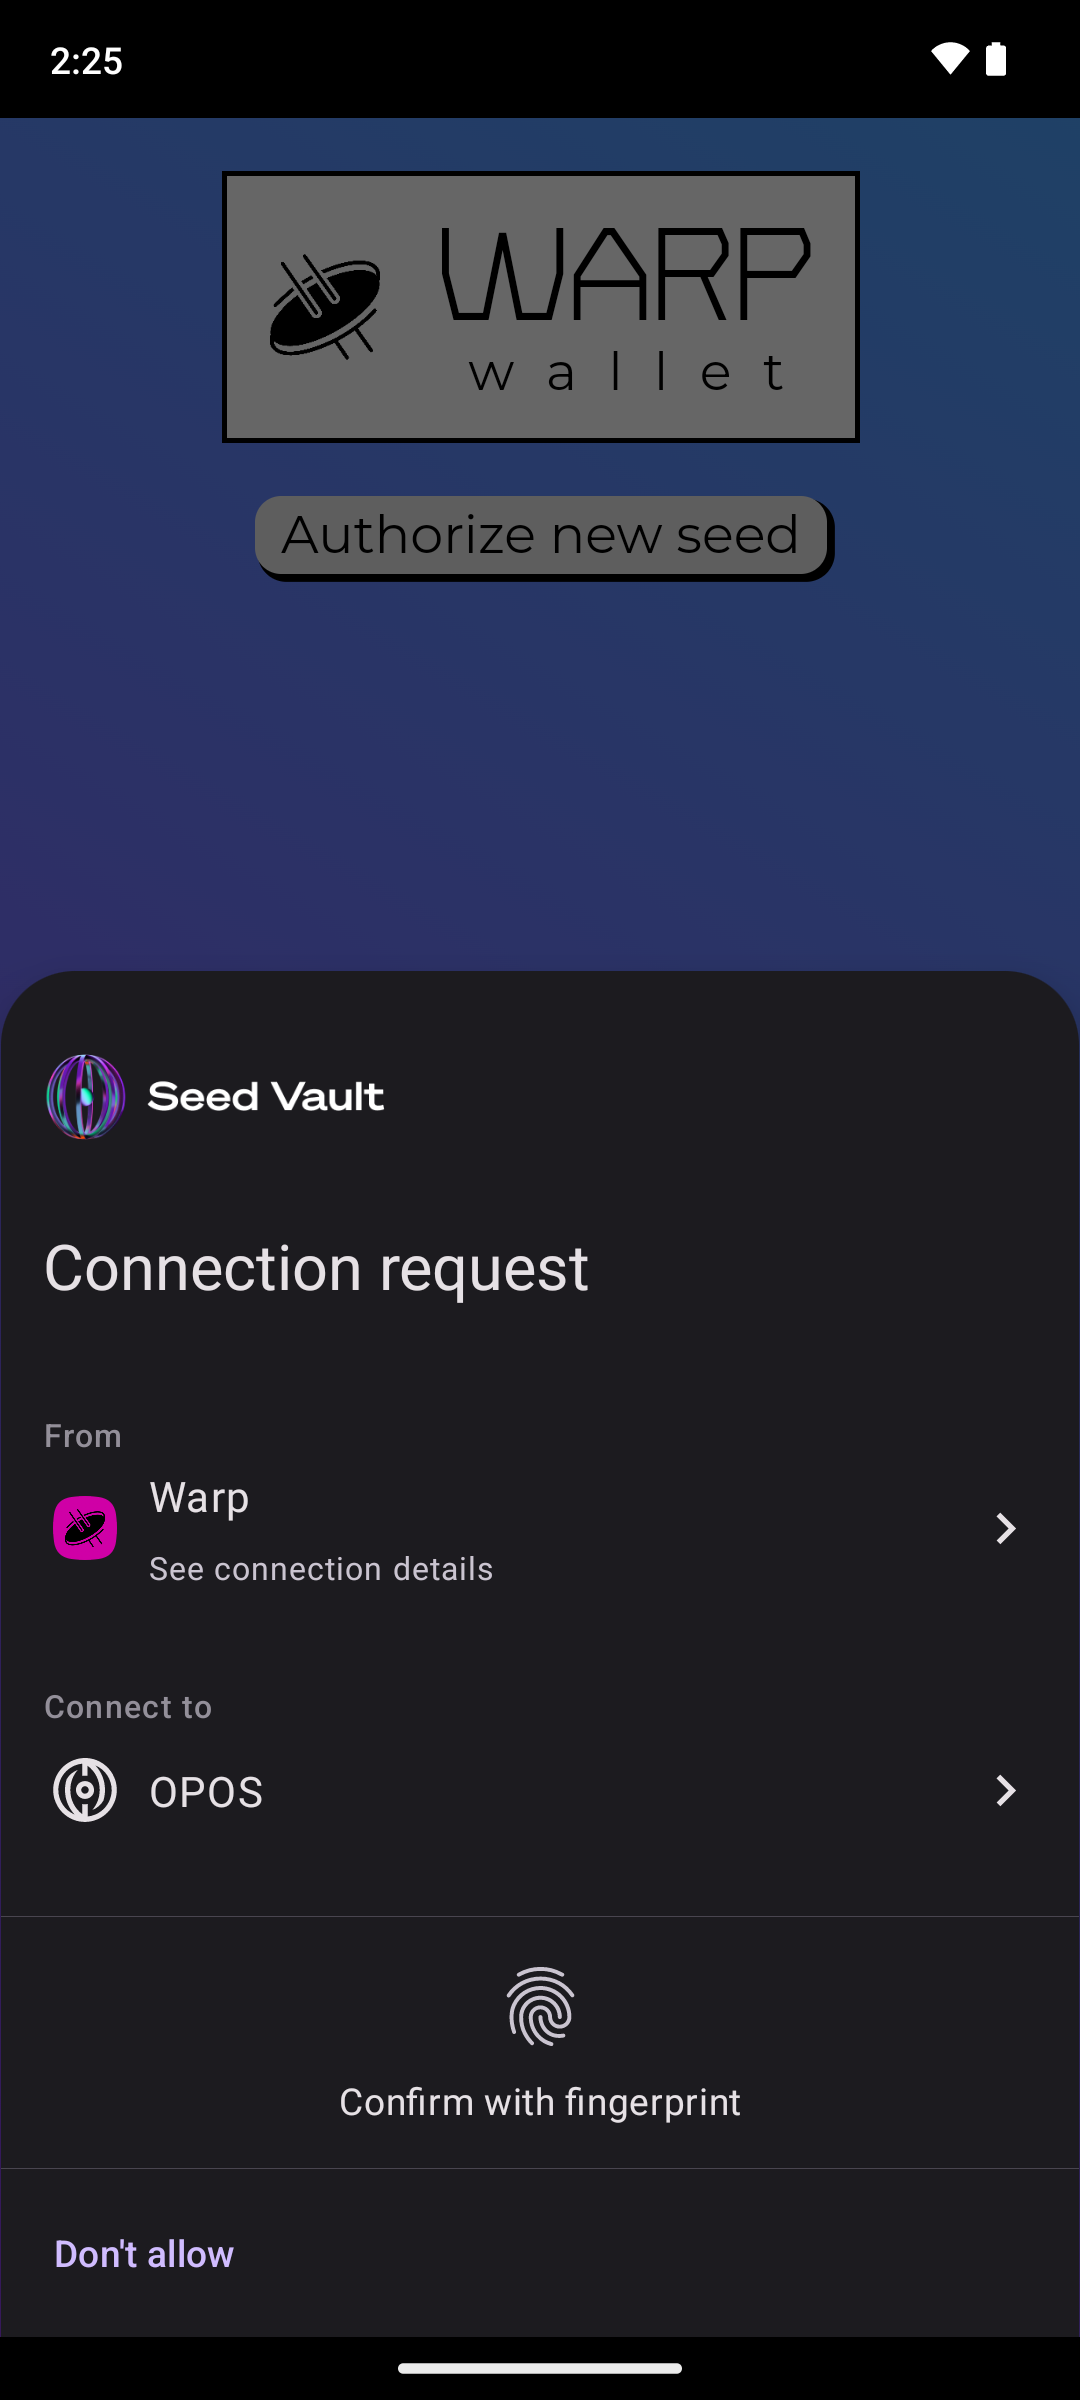 2:25
WARP
wallet
Authorize new seed
Seed Vault
Connection request
From
Warp
See connection details
Connect to
OPOS
Confirm with fingerprint
Don't allow